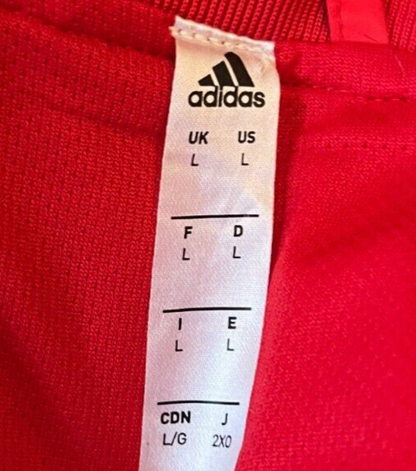 adidas
UK US
L L
F D
L L
I E
L L
CDN J
L/G 2XO